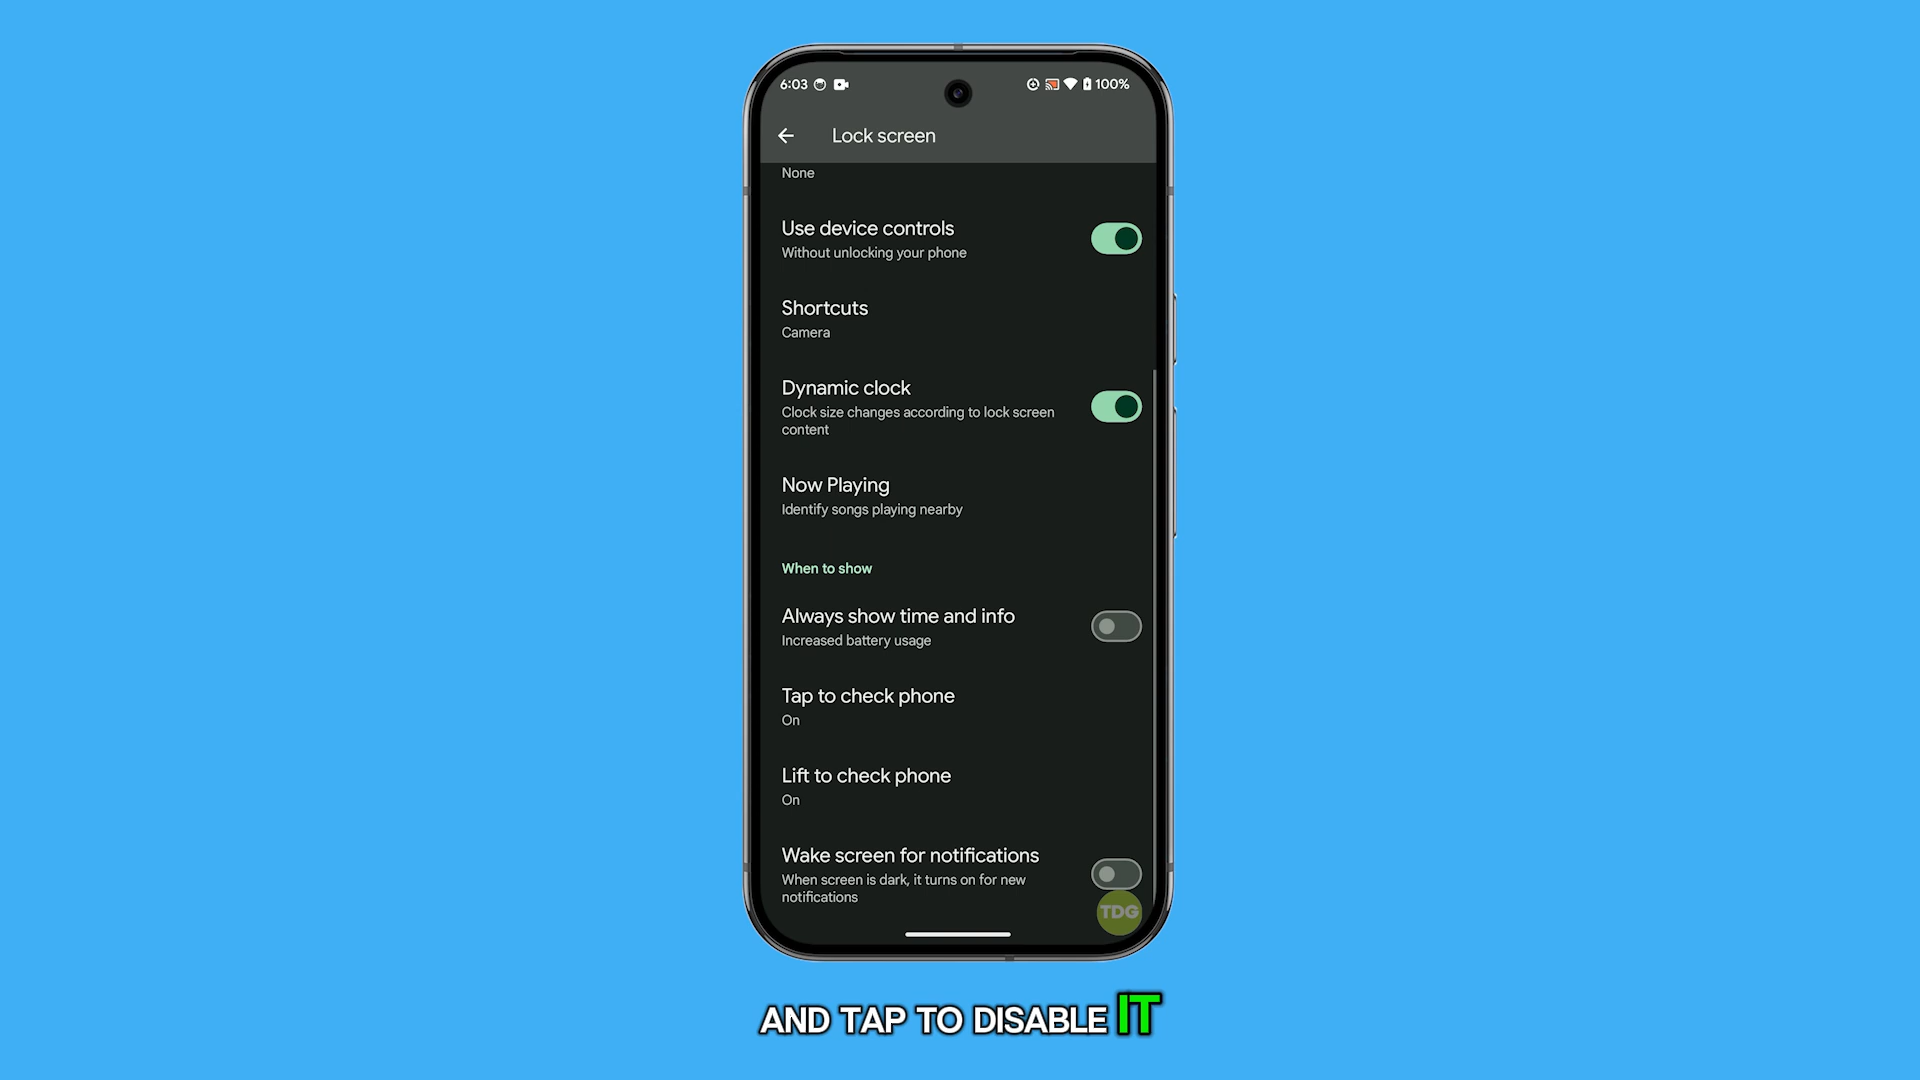 6:03
100%
Lock screen
None
Use device controls
Without unlocking your phone
Shortcuts
Camera
Dynamic clock
Clock size changes according to lock screen
content
Now Playing
Identify songs playing nearby
When to show
Always show time and info
Increased battery usage
Tap to check phone
On
Lift to check phone
On
Wake screen for notifications
When screen is dark, it turns on for new
notifications
TDG
AND TAP TO DISABLE IT